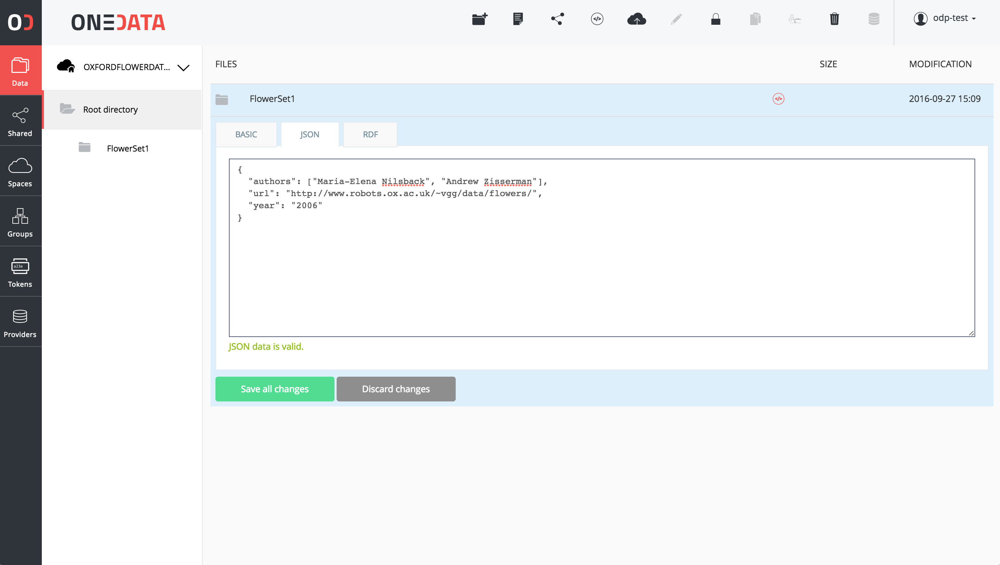 OD
ONEDATA
odp-test
Data
Shared
Spaces
Groups
a23e
Tokens
Providers
OXFORDFLOWERDAT...
Root directory
FlowerSet1
FILES
SIZE
MODIFICATION
FlowerSet1
</>
2016-09-27 15:09
BASIC
JSON
RDF
{
"authors": ["Maria-Elena Nilsback", "Andrew Zisserman"],
"url": "http://www.robots.ox.ac.uk/~vgg/data/flowers/",
"year": "2006"
}
JSON data is valid.
Save all changes
Discard changes